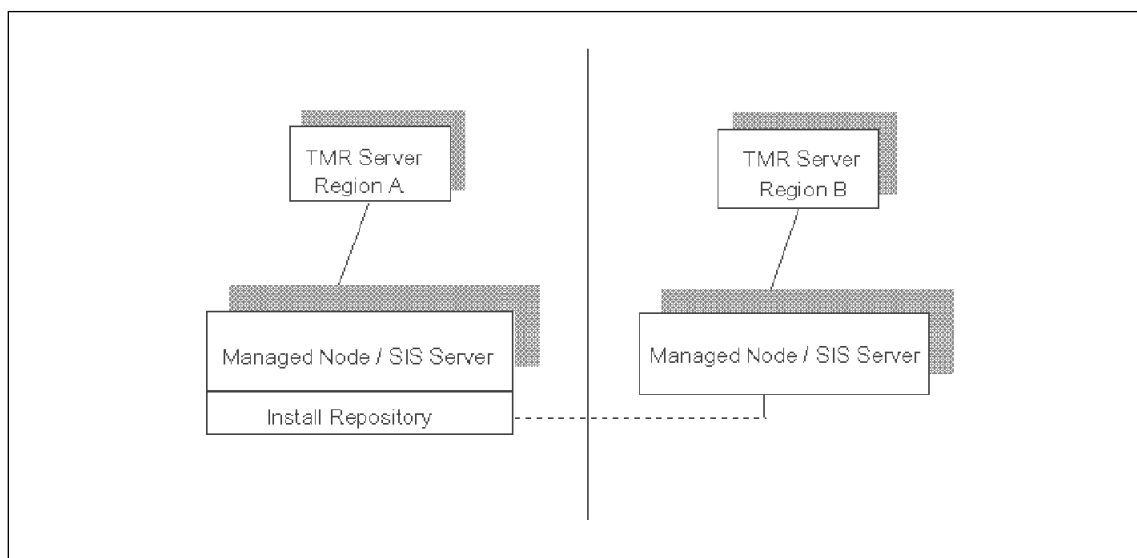 TMR Server
Region A
Managed Node / SIS Server
Install Repository
TMR Server
Region B
Managed Node / SIS Server